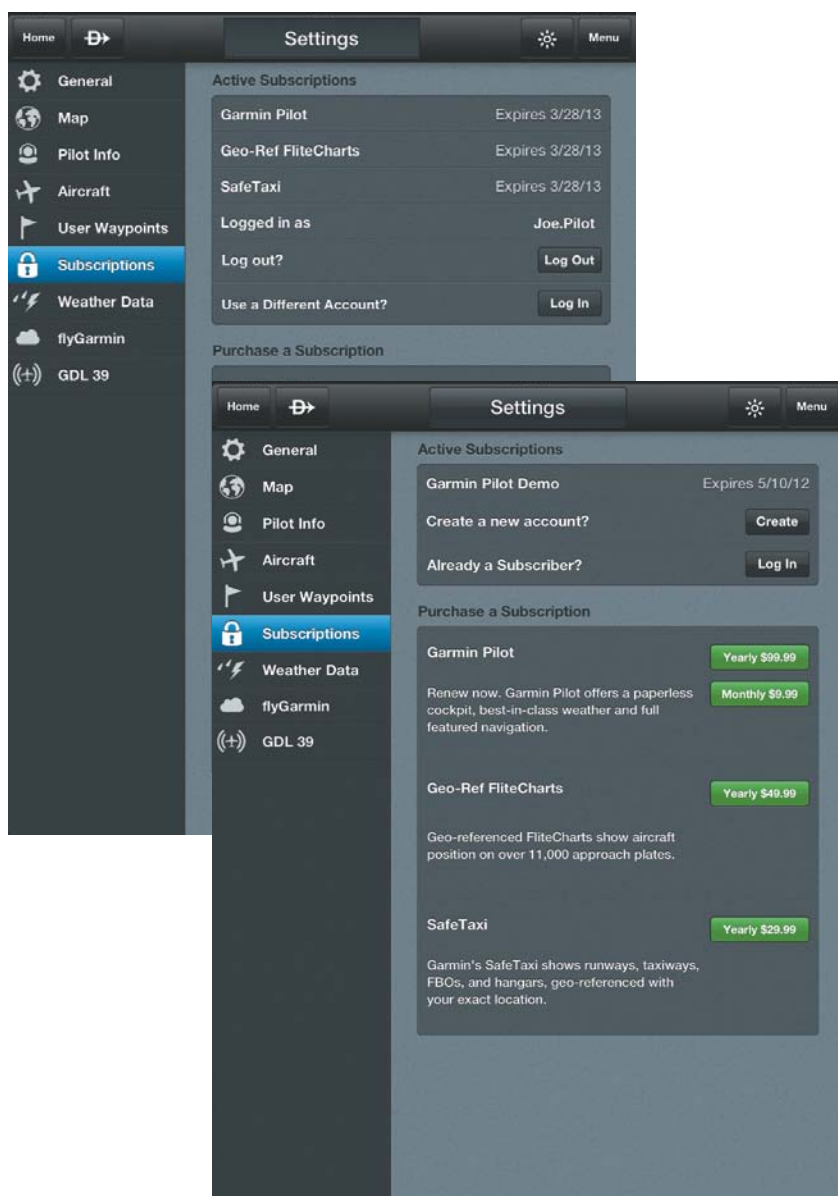 Home
Settings
Menu
General
Map
Pilot Info
Aircraft
User Waypoints
Subscriptions
Weather Data
flyGarmin
GDL 39
Active Subscriptions
Garmin Pilot Expires 3/28/13
Geo-Ref FliteCharts Expires 3/28/13
SafeTaxi Expires 3/28/13
Logged in as Joe.Pilot
Log out? Log Out
Use a Different Account? Log In
Purchase a Subscription
Home
Settings
Menu
General
Map
Pilot Info
Aircraft
User Waypoints
Subscriptions
Weather Data
flyGarmin
GDL 39
Active Subscriptions
Garmin Pilot Demo Expires 5/10/12
Create a new account? Create
Already a Subscriber? Log In
Purchase a Subscription
Garmin Pilot Yearly $99.99
Monthly $9.99
Renew now. Garmin Pilot offers a paperless
cockpit, best-in-class weather and full
featured navigation.
Geo-Ref FliteCharts Yearly $49.99
Geo-referenced FliteCharts show aircraft
position on over 11,000 approach plates.
SafeTaxi Yearly $29.99
Garmin's SafeTaxi shows runways, taxiways,
FBOs, and hangars, geo-referenced with
your exact location.